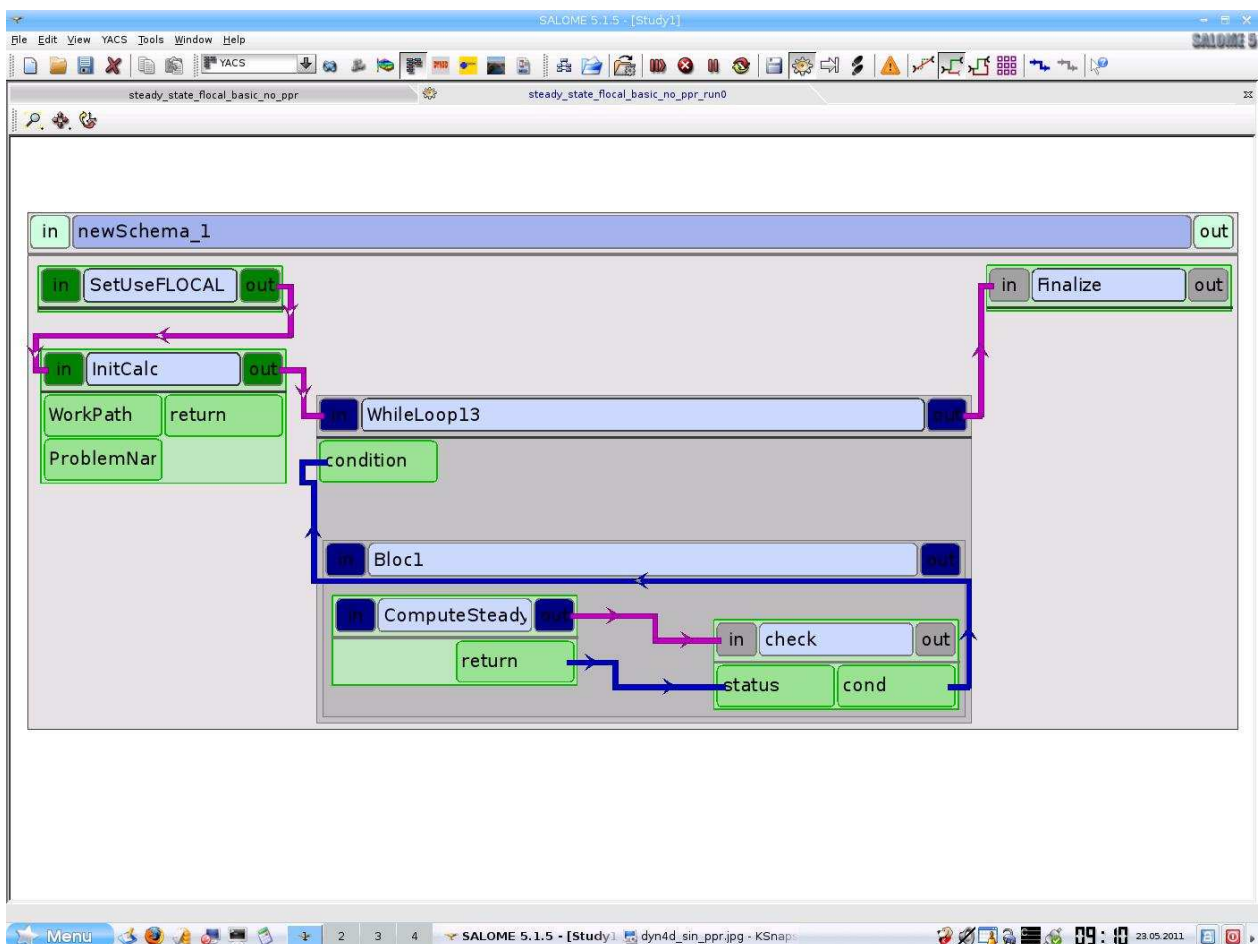 SALOME 5.1.5 - [Study1]
File Edit View YACS Tools Window Help
SALOME 5
YACS
steady_state_flocal_basic_no_ppr
steady_state_flocal_basic_no_ppr_run0
in newSchema_1 out
in SetUseFLOCAL out
in Finalize out
in InitCalc out
WorkPath return
in WhileLoop13 out
ProblemNar
condition
in Bloc1 out
in ComputeSteady out
in check out
return
status cond
Menu 2 3 4 SALOME 5.1.5 - [Study1 dyn4d_sin_ppr.jpg - KSnap 09:10 23.05.2011